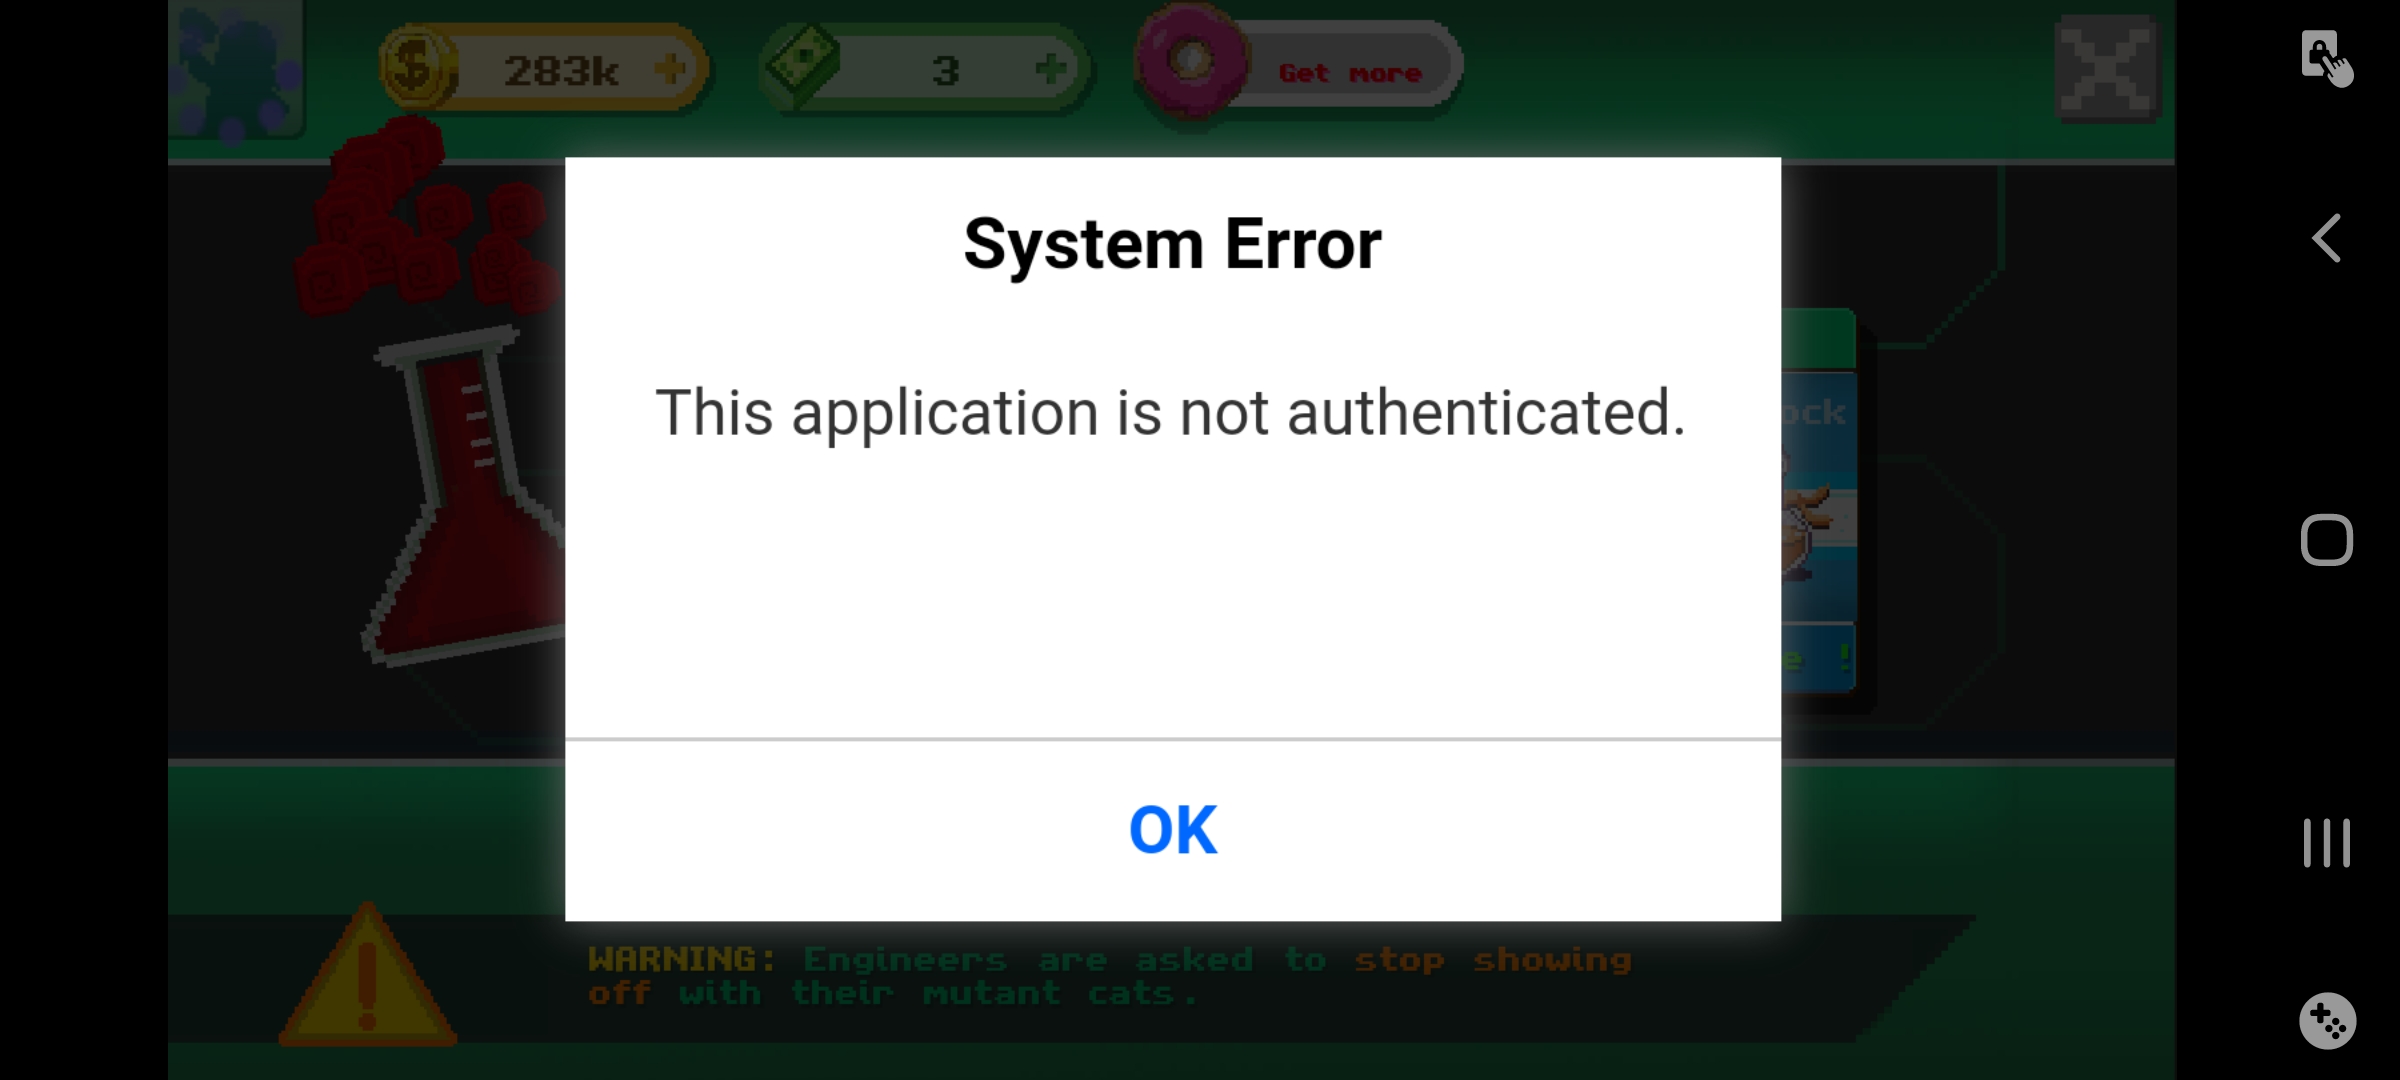 283k
3
Get more
System Error
This application is not authenticated.
OK
WARNING: Engineers are asked to stop showing
off with their mutant cats.